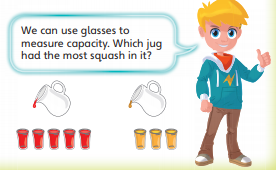 We can use glasses to
measure capacity. Which jug
had the most squash in it?